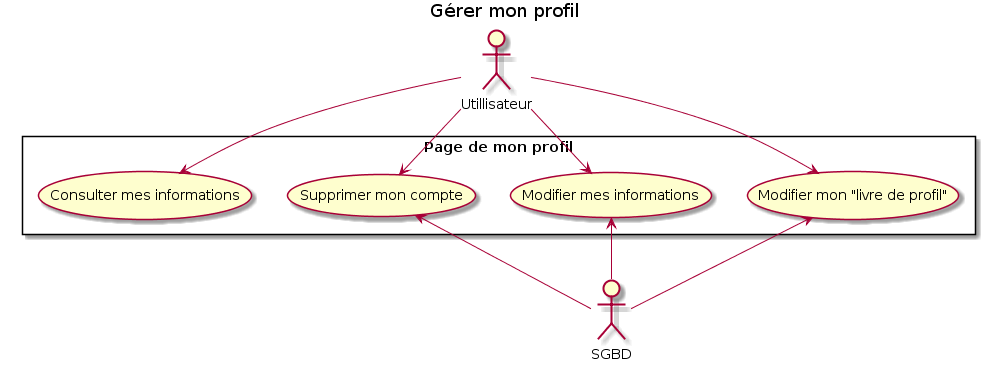 Gérer mon profil
Utillisateur
Page de mon profil
Consulter mes informations
Supprimer mon compte
Modifier mes informations
Modifier mon "livre de profil"
SGBD